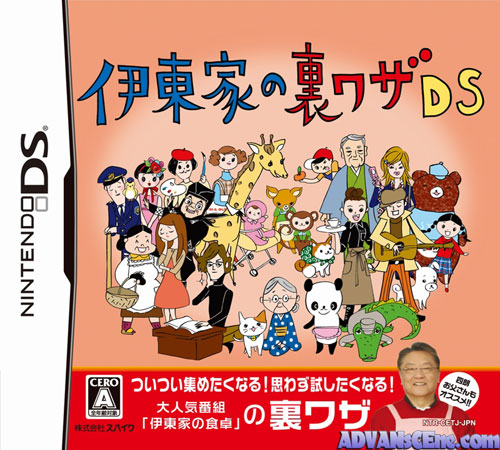 伊東家の裏ワザDS
NINTENDO DS
CERO
A
全年齢対象
株式会社スパイク
ついつい集めたくなる!思わず試したくなる!
大人気番組
「伊東家の食卓」の裏ワザ
四朗
お父さんも
オススメ!!
NTR-CETJ-JPN
ADVANsCEne.com